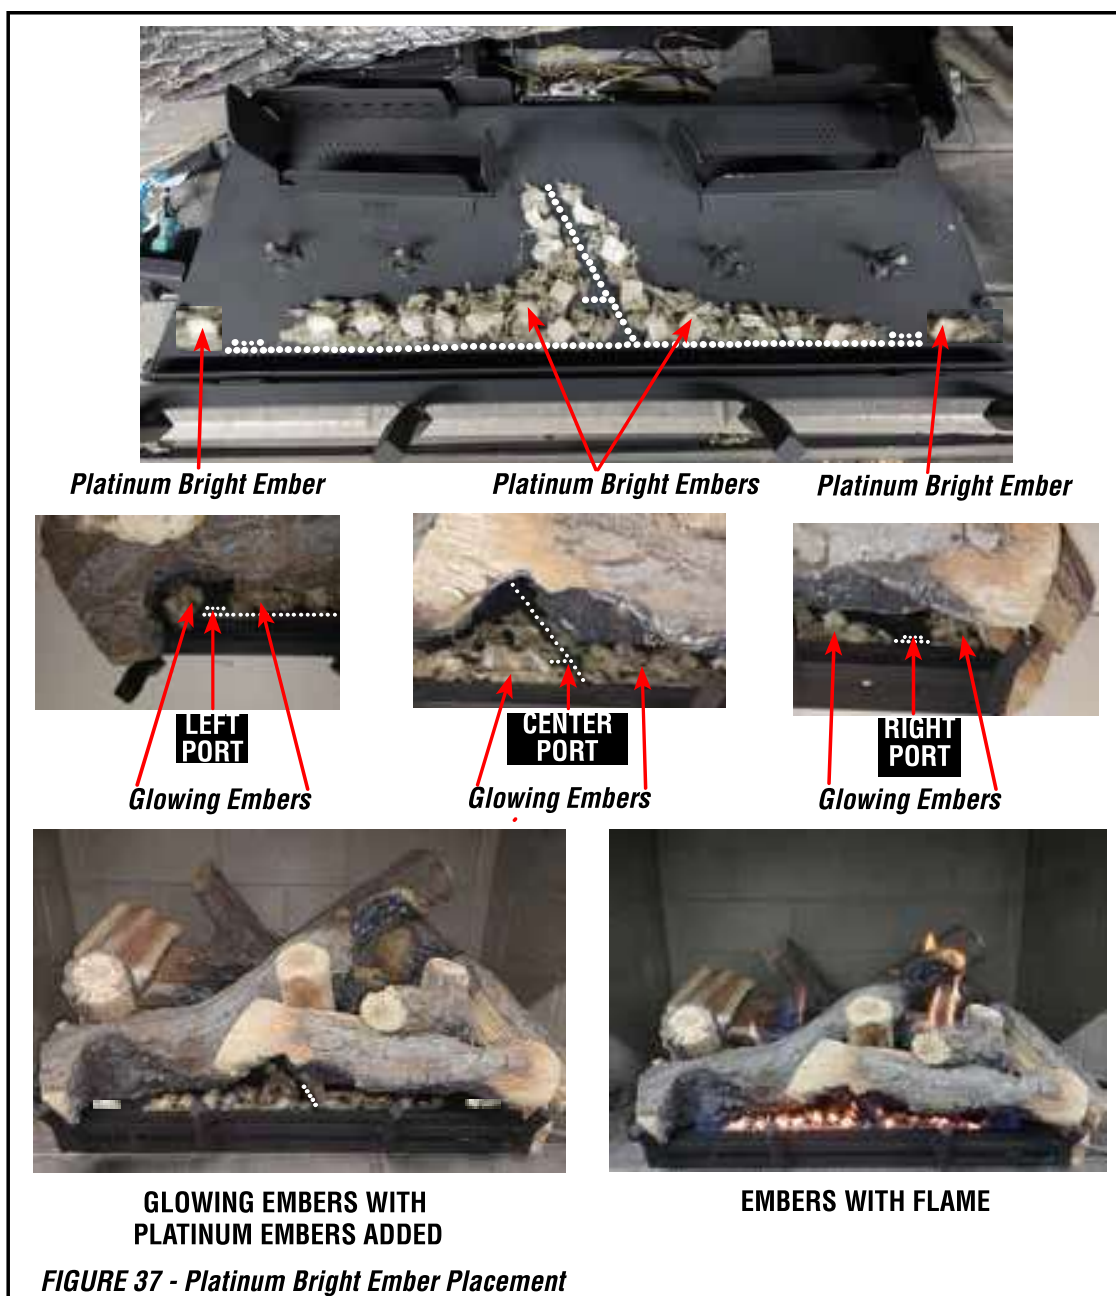 Platinum Bright Ember
Platinum Bright Embers
Platinum Bright Ember
LEFT
PORT
CENTER
PORT
RIGHT
PORT
Glowing Embers
Glowing Embers
Glowing Embers
GLOWING EMBERS WITH
PLATINUM EMBERS ADDED
EMBERS WITH FLAME
FIGURE 37 - Platinum Bright Ember Placement